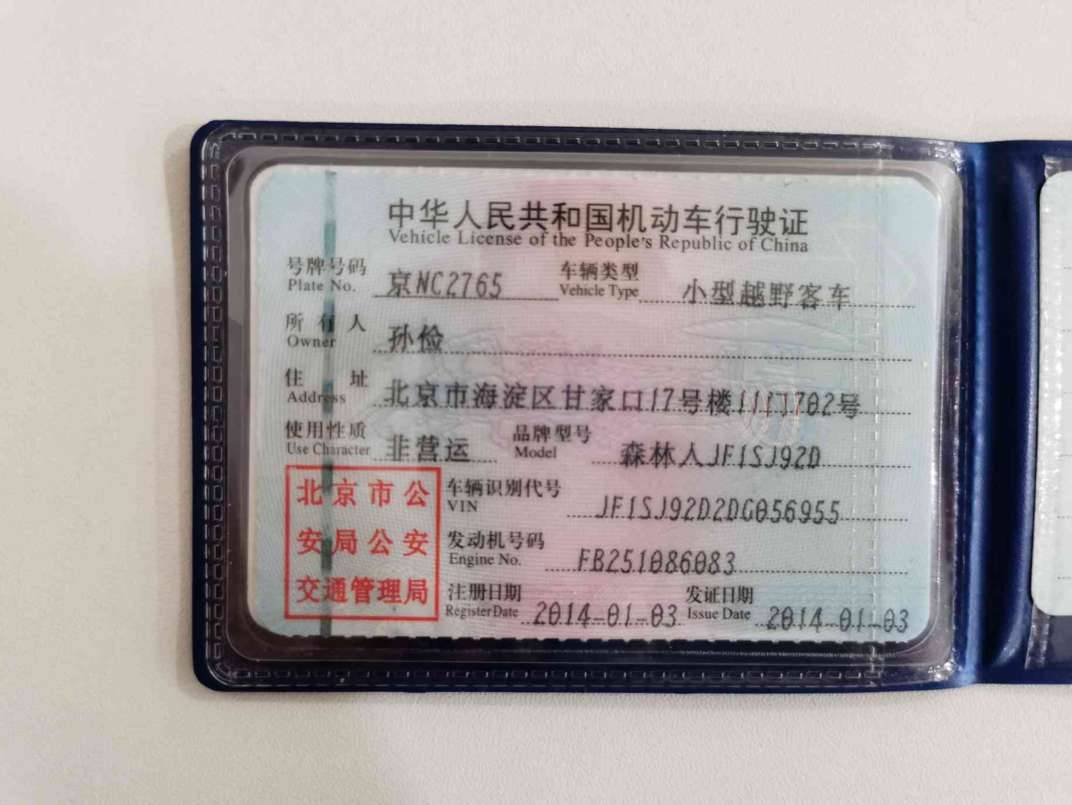 中华人民共和国机动车行驶证
Vehicle License of the People's Republic of China
号牌号码 京NC2765 车辆类型 小型越野客车
Plate No. Vehicle Type
所有人 孙俭
Owner
住址 北京市海淀区甘家口17号楼11门702号
Address
使用性质 非营运 品牌型号 森林人JF1SJ92D
Use Character Model
北京市公
安局公安
交通管理局
车辆识别代号 JF1SJ92D2DG056955
VIN
发动机号码 FB251086083
Engine No.
注册日期 2014-01-03 发证日期 2014-01-03
Register Date Issue Date